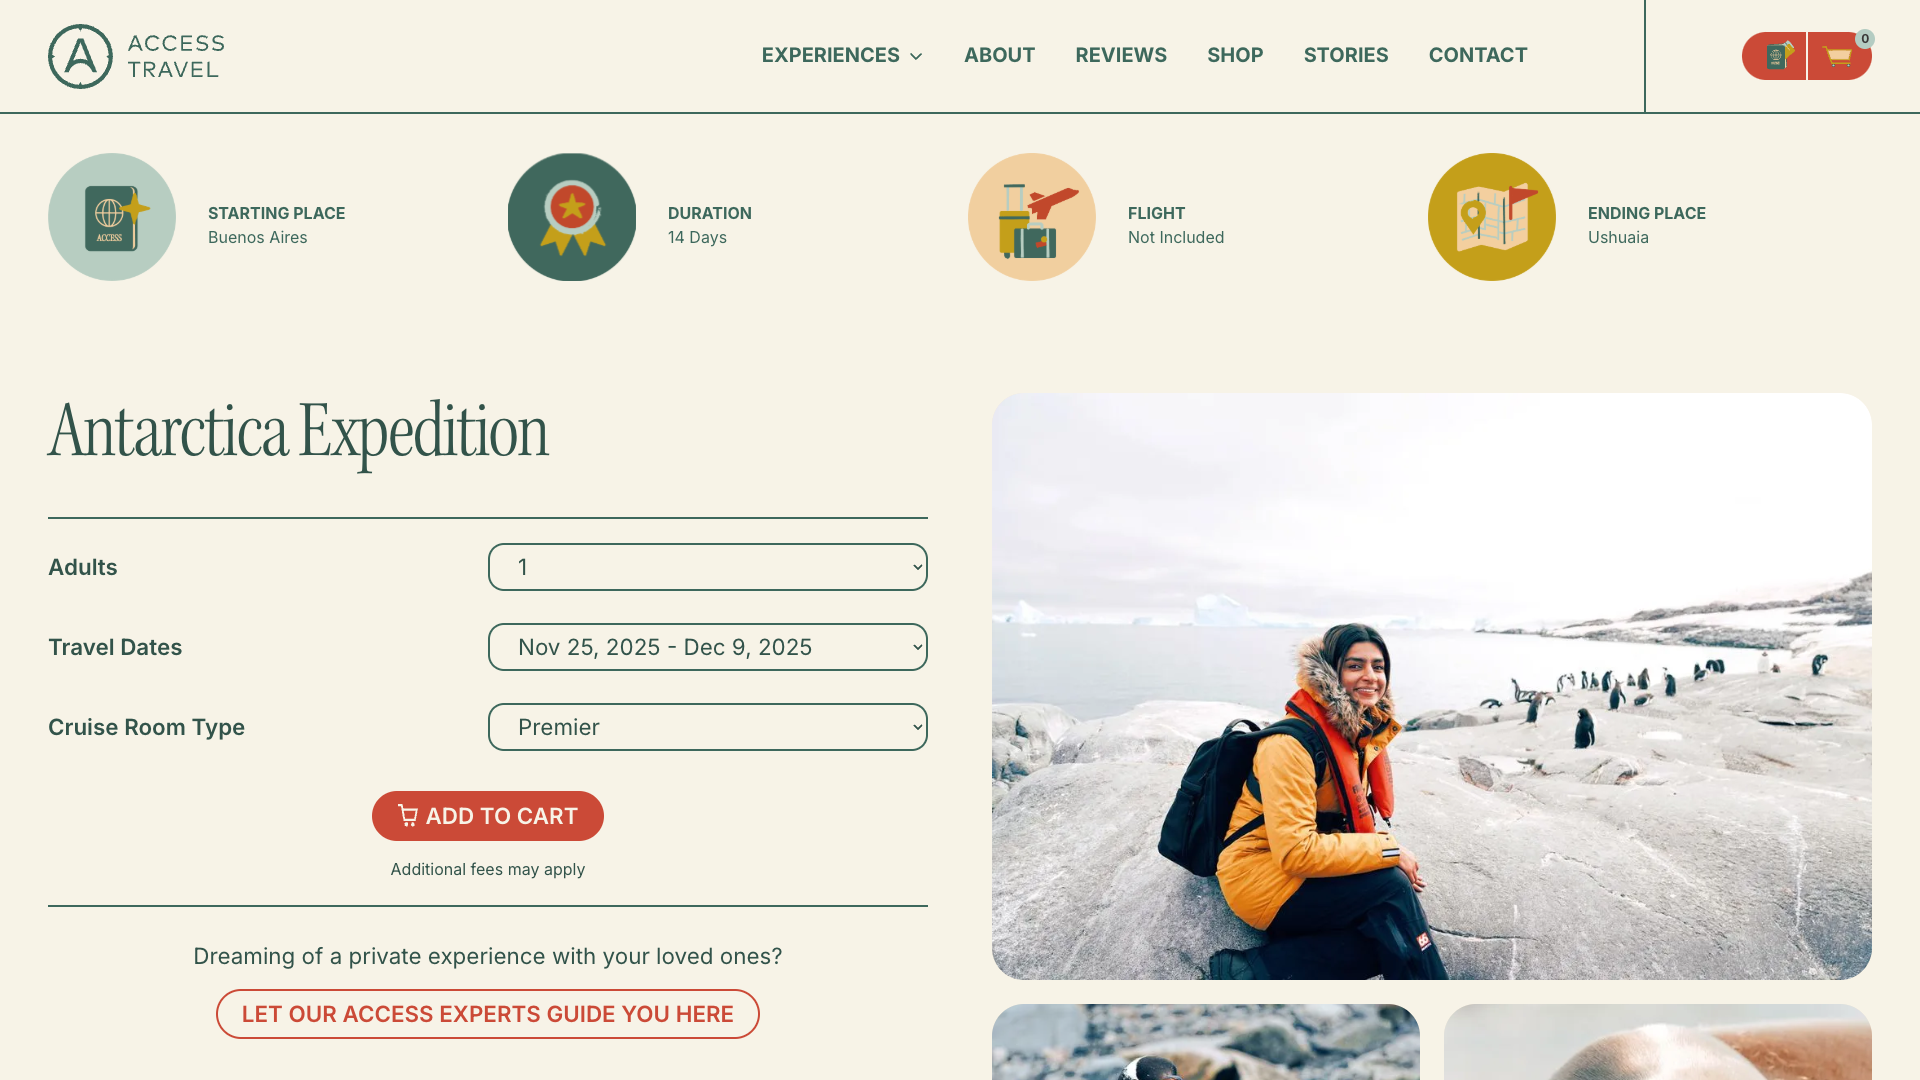 ACCESS
TRAVEL
EXPERIENCES
ABOUT
REVIEWS
SHOP
STORIES
CONTACT
0
ACCESS
STARTING PLACE
Buenos Aires
DURATION
14 Days
FLIGHT
Not Included
ENDING PLACE
Ushuaia
Antarctica Expedition
Adults
1
Travel Dates
Nov 25, 2025 - Dec 9, 2025
Cruise Room Type
Premier
ADD TO CART
Additional fees may apply
Dreaming of a private experience with your loved ones?
LET OUR ACCESS EXPERTS GUIDE YOU HERE
66